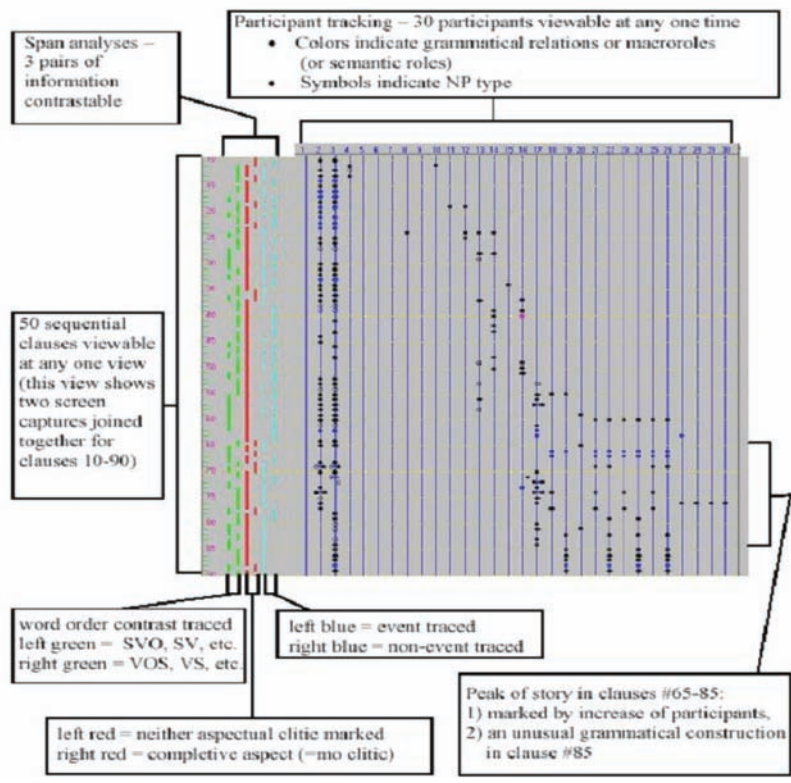 Span analyses –
3 pairs of
information
contrastable
Participant tracking – 30 participants viewable at any one time
• Colors indicate grammatical relations or macroroles
(or semantic roles)
• Symbols indicate NP type
1 2 3 4 5 6 7 8 9 10 11 12 13 14 15 16 17 18 19 20 21 22 23 24 25 26 27 28 29 30
50 sequential
clauses viewable
at any one view
(this view shows
two screen
captures joined
together for
clauses 10-90)
word order contrast traced
left green = SVO, SV, etc.
right green = VOS, VS, etc.
left blue = event traced
right blue = non-event traced
left red = neither aspectual clitic marked
right red = completive aspect (=mo clitic)
Peak of story in clauses #65-85:
1) marked by increase of participants,
2) an unusual grammatical construction
in clause #85